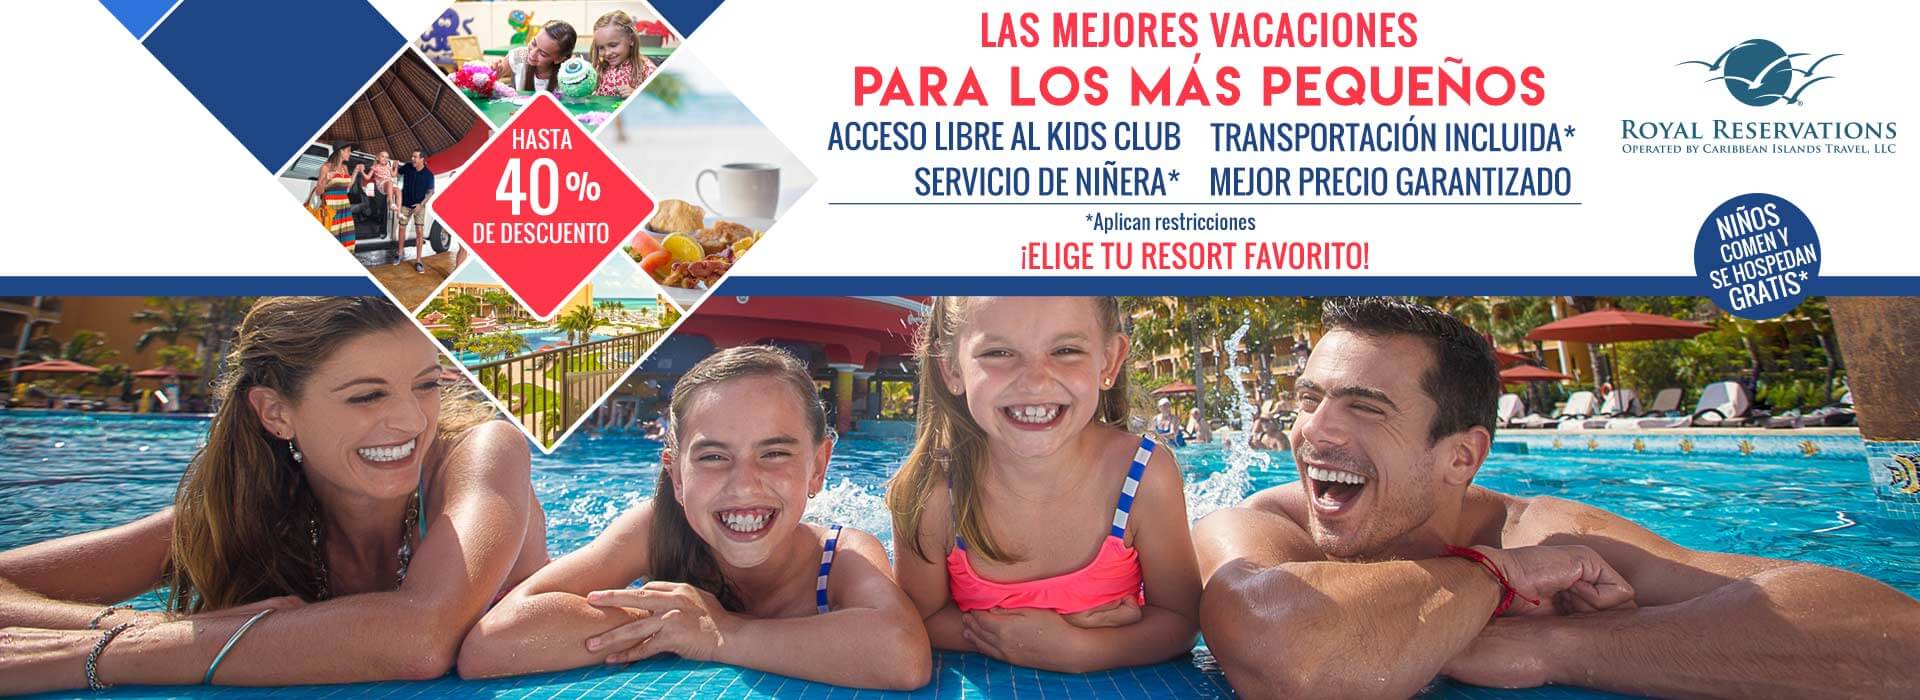 LAS MEJORES VACACIONES
PARA LOS MÁS PEQUEÑOS
ACCESO LIBRE AL KIDS CLUB
TRANSPORTACIÓN INCLUIDA*
SERVICIO DE NIÑERA*
MEJOR PRECIO GARANTIZADO
*Aplican restricciones
¡ELIGE TU RESORT FAVORITO!
HASTA
40%
DE DESCUENTO
ROYAL RESERVATIONS
OPERATED BY CARIBBEAN ISLANDS TRAVEL, LLC
NIÑOS
COMEN Y
SE HOSPEDAN
GRATIS*